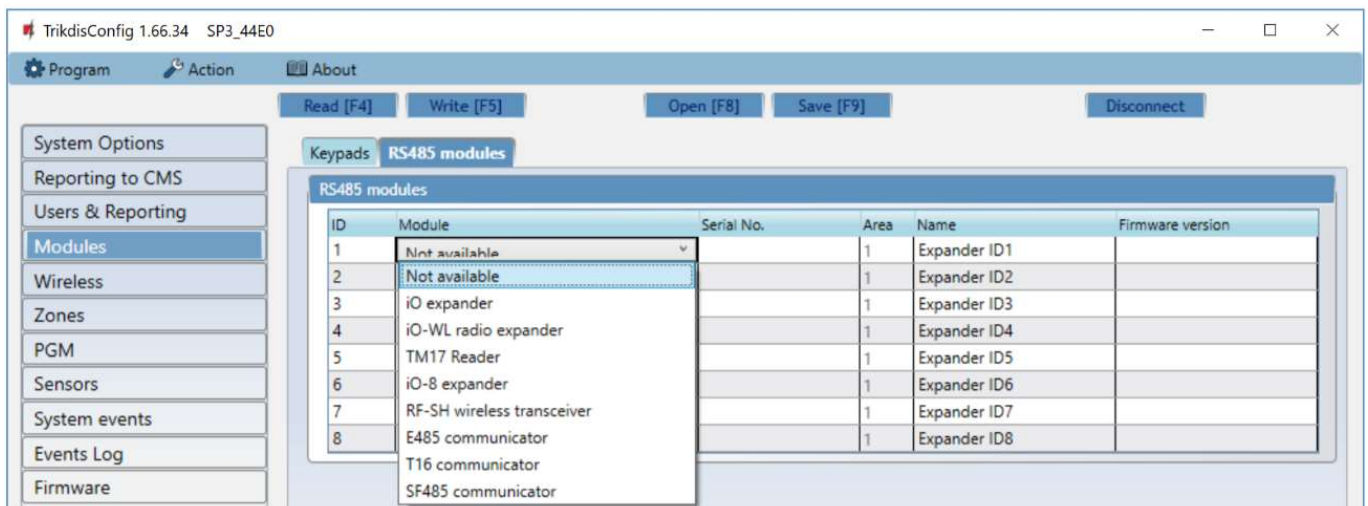 TrikdisConfig 1.66.34 SP3_44E0
Program Action About
Read [F4] Write [F5] Open [F8] Save [F9] Disconnect
System Options
Reporting to CMS
Users & Reporting
Modules
Wireless
Zones
PGM
Sensors
System events
Events Log
Firmware
Keypads RS485 modules
RS485 modules
ID Module Serial No. Area Name Firmware version
1 Not available 1 Expander ID1
2 Not available 1 Expander ID2
3 iO expander 1 Expander ID3
4 iO-WL radio expander 1 Expander ID4
5 TM17 Reader 1 Expander ID5
6 iO-8 expander 1 Expander ID6
7 RF-SH wireless transceiver 1 Expander ID7
8 E485 communicator 1 Expander ID8
T16 communicator
SF485 communicator